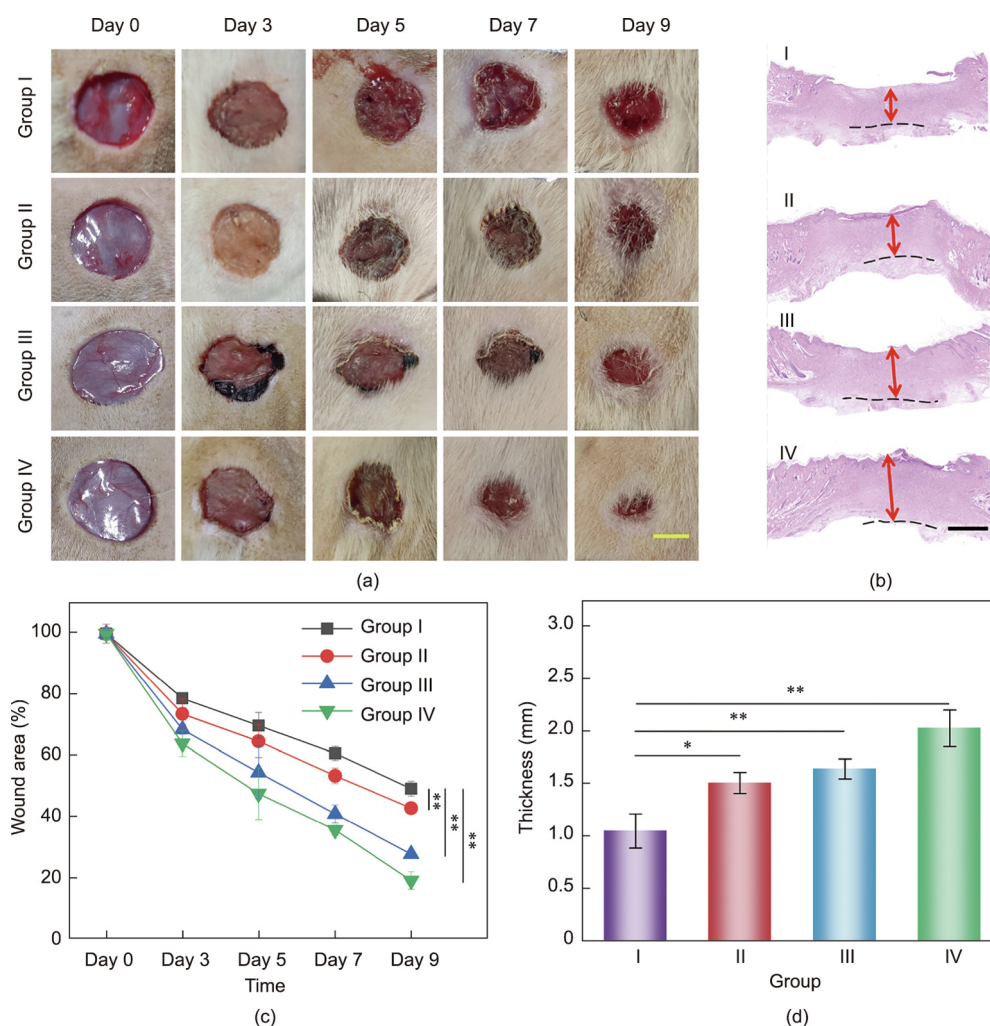 Day 0 Day 3 Day 5 Day 7 Day 9
Group I
Group II
Group III
Group IV
(a)
I
II
III
IV
(b)
100
80
60
40
20
0
Wound area (%)
Group I
Group II
Group III
Group IV
**
**
**
Day 0 Day 3 Day 5 Day 7 Day 9
Time
(c)
3.0
2.5
2.0
1.5
1.0
0.5
0
Thickness (mm)
**
**
*
I II III IV
Group
(d)